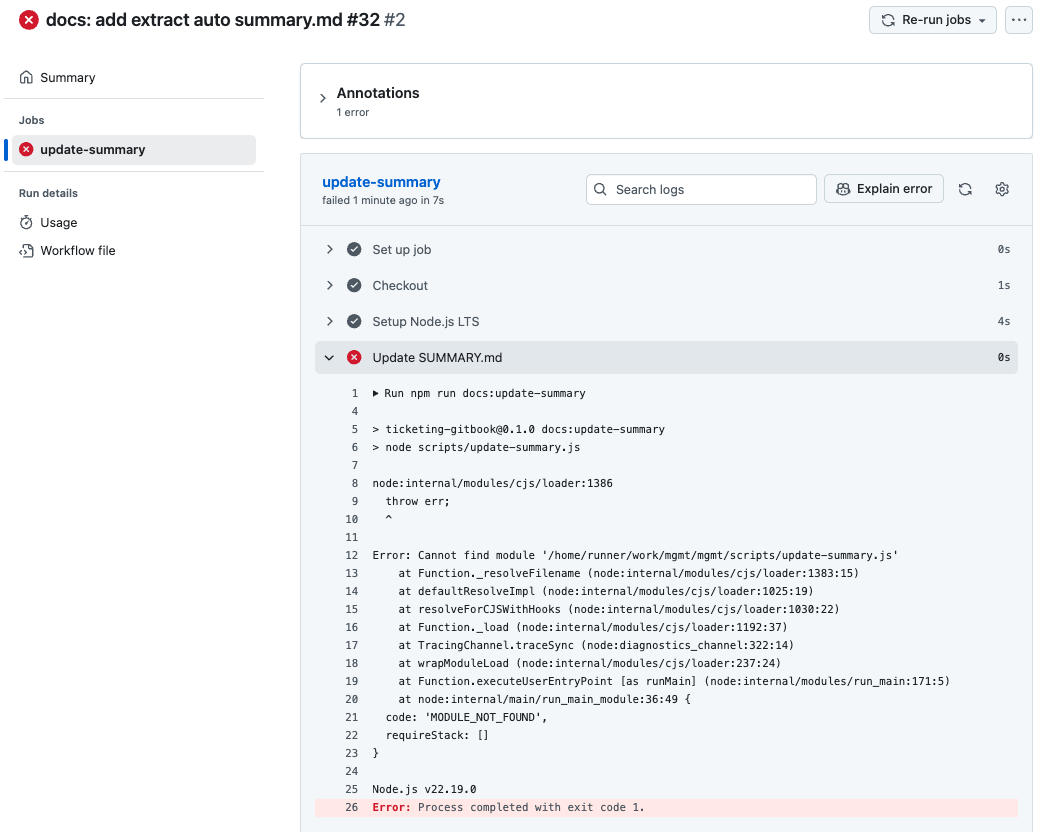 docs: add extract auto summary.md #32 #2
Re-run jobs
Summary
Jobs
update-summary
Run details
Usage
Workflow file
Annotations
1 error
update-summary
failed 1 minute ago in 7s
Search logs
Explain error
Set up job 0s
Checkout 1s
Setup Node.js LTS 4s
Update SUMMARY.md 0s
1 Run npm run docs:update-summary
4
5 > ticketing-gitbook@0.1.0 docs:update-summary
6 > node scripts/update-summary.js
7
8 node:internal/modules/cjs/loader:1386
9   throw err;
10   ^
11
12 Error: Cannot find module '/home/runner/work/mgmt/mgmt/scripts/update-summary.js'
13     at Function._resolveFilename (node:internal/modules/cjs/loader:1383:15)
14     at defaultResolveImpl (node:internal/modules/cjs/loader:1025:19)
15     at resolveForCJSWithHooks (node:internal/modules/cjs/loader:1030:22)
16     at Function._load (node:internal/modules/cjs/loader:1192:37)
17     at TracingChannel.traceSync (node:diagnostics_channel:322:14)
18     at wrapModuleLoad (node:internal/modules/cjs/loader:237:24)
19     at Function.executeUserEntryPoint [as runMain] (node:internal/modules/run_main:171:5)
20     at node:internal/main/run_main_module:36:49 {
21   code: 'MODULE_NOT_FOUND',
22   requireStack: []
23 }
24
25 Node.js v22.19.0
26 Error: Process completed with exit code 1.